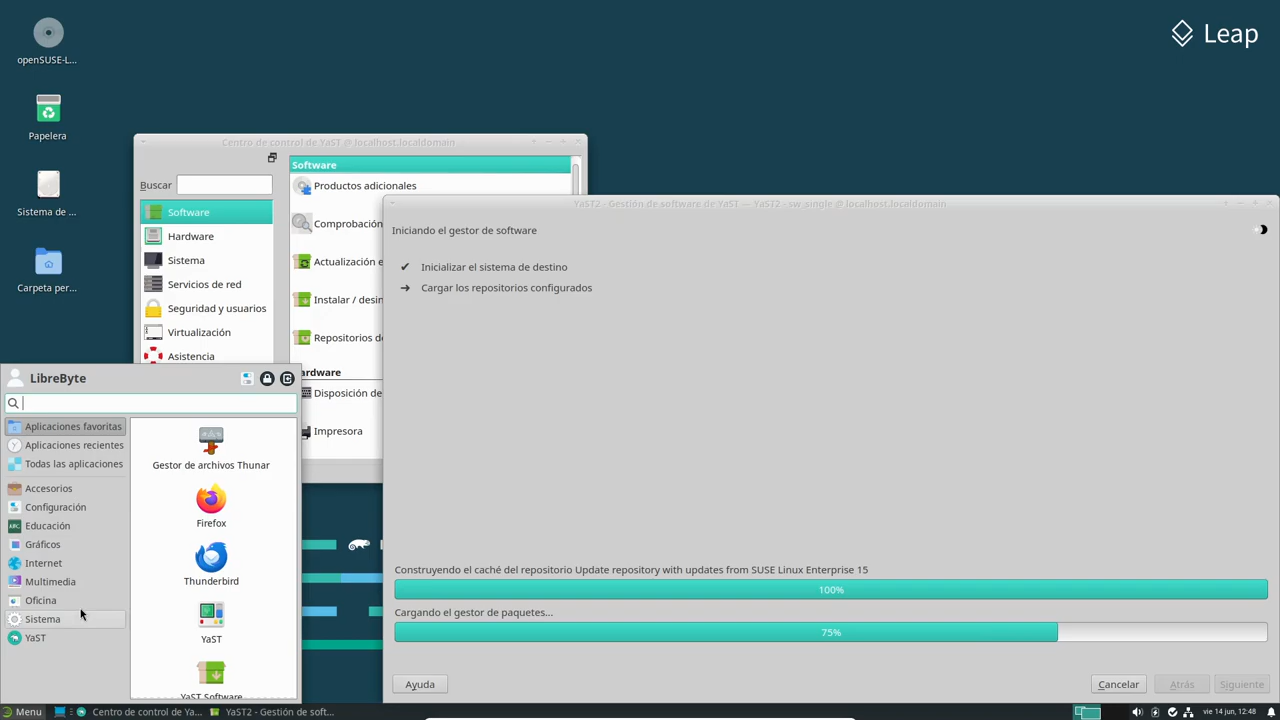 openSUSE-L...
Papelera
Sistema de ...
Carpeta per...
Leap
Centro de control de YaST @ localhost.localdomain
Buscar
Software
Hardware
Sistema
Servicios de red
Seguridad y usuarios
Virtualización
Asistencia
Software
Productos adicionales
Comprobación
Actualización e
Instalar / desin
Repositorios de
ardware
Disposición de
Impresora
YaST2 - Gestión de software de YaST — YaST2 - sw_single @ localhost.localdomain
Iniciando el gestor de software
✔ Inicializar el sistema de destino
➔ Cargar los repositorios configurados
Construyendo el caché del repositorio Update repository with updates from SUSE Linux Enterprise 15
100%
Cargando el gestor de paquetes...
75%
Ayuda
Cancelar
Atrás
Siguiente
LibreByte
Aplicaciones favoritas
Aplicaciones recientes
Todas las aplicaciones
Accesorios
Configuración
Educación
Gráficos
Internet
Multimedia
Oficina
Sistema
YaST
Gestor de archivos Thunar
Firefox
Thunderbird
YaST
YaST Software
Menu
Centro de control de Ya...
YaST2 - Gestión de soft...
vie 14 jun, 12:48